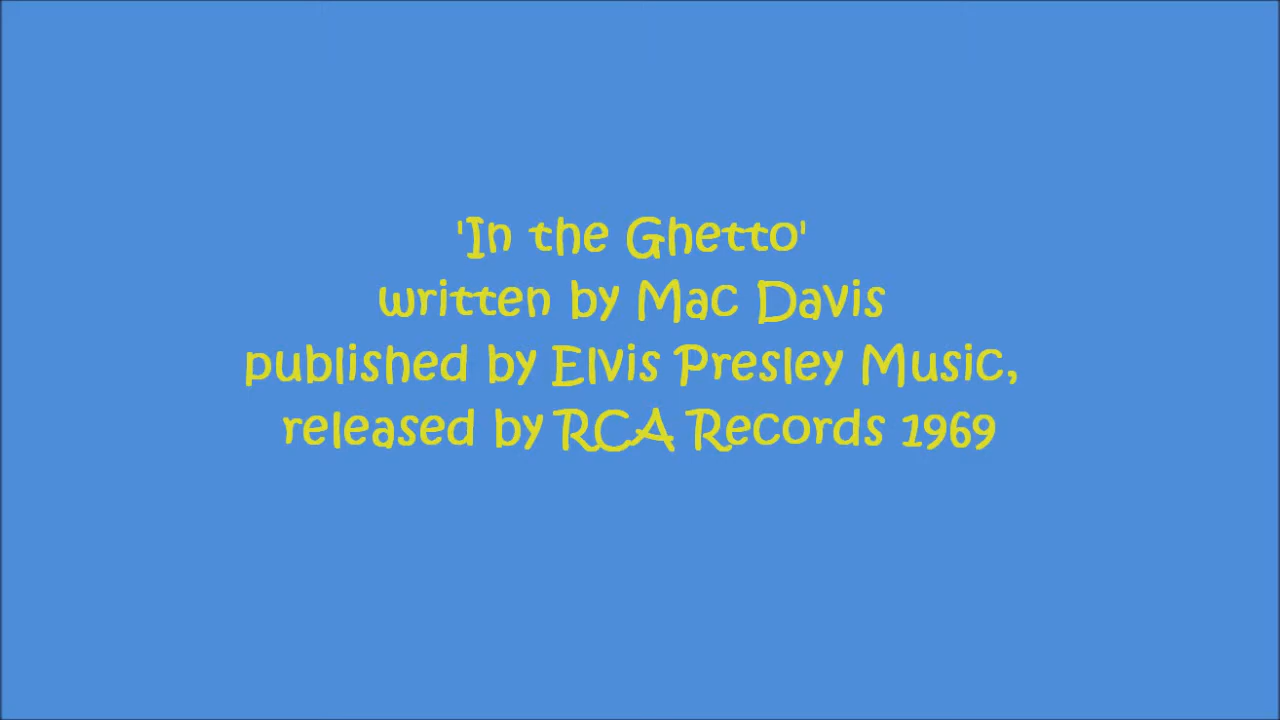 'In the Ghetto'
written by Mac Davis
published by Elvis Presley Music,
released by RCA Records 1969